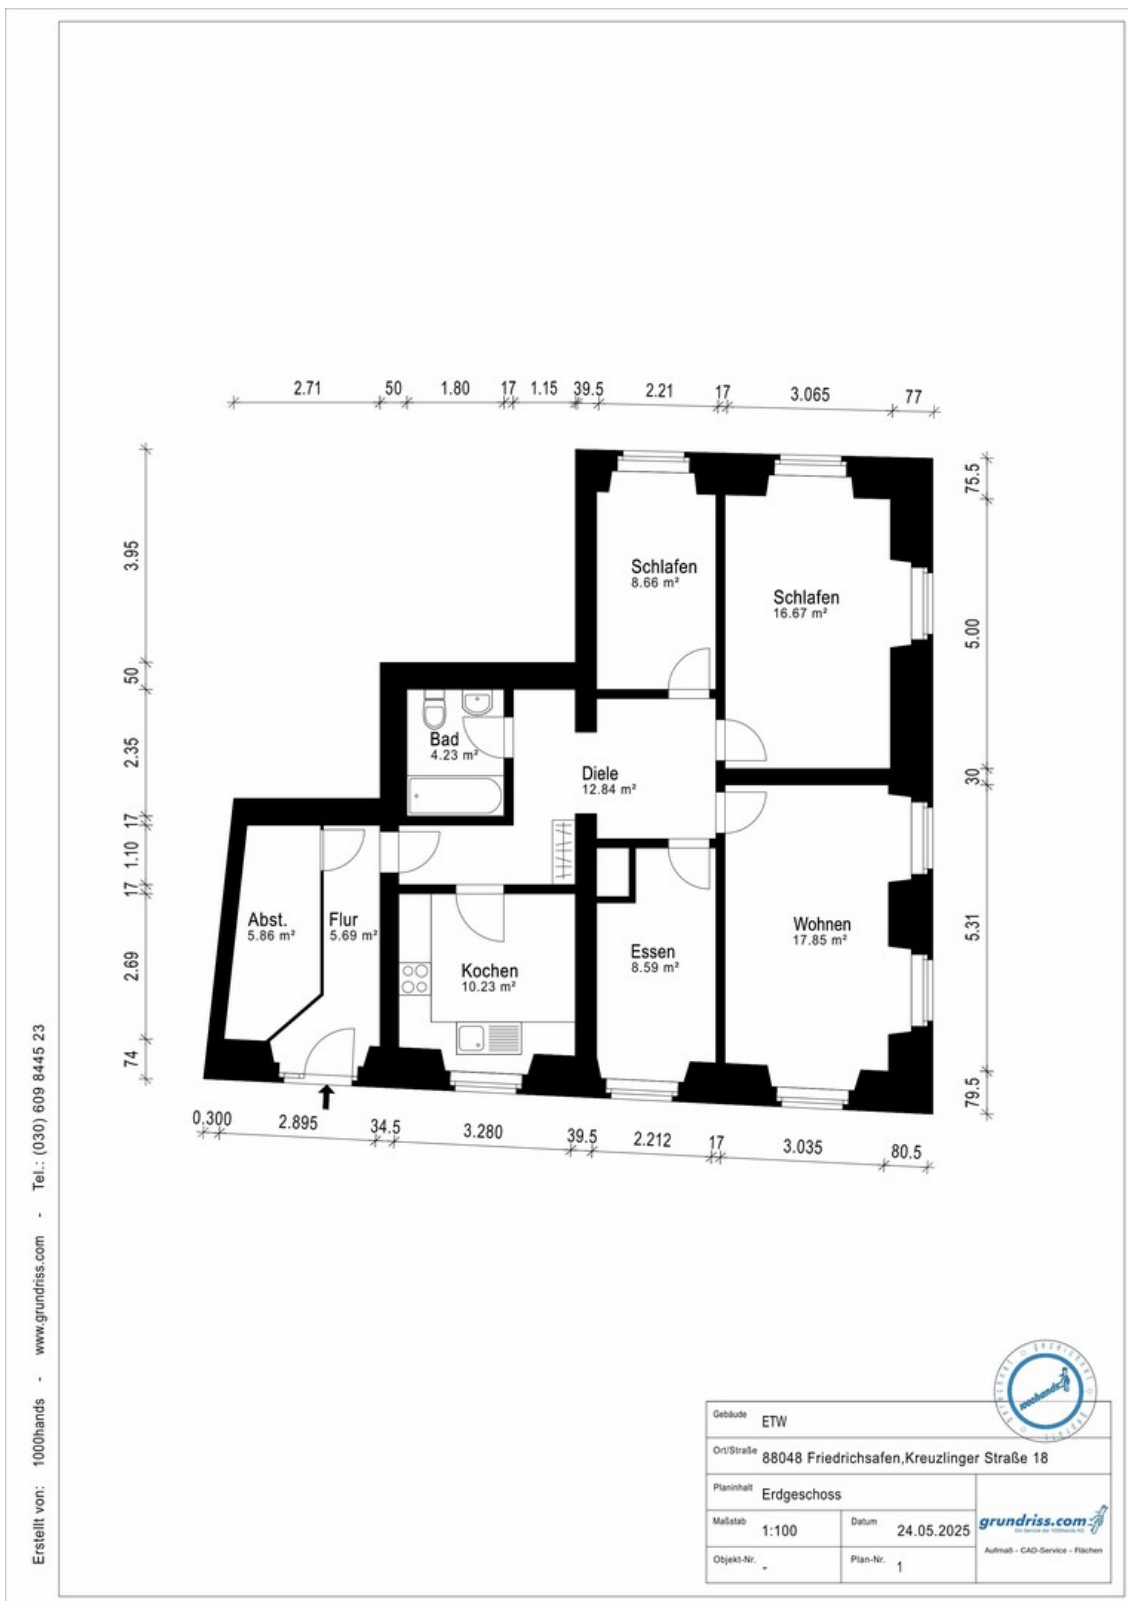 2.71 50 1.80 17 1.15 39.5 2.21 17 3.065 77
3.95
50
2.35
17
1.10
17
2.69
74
75.5
5.00
30
5.31
79.5
Schlafen
8.66 m²
Schlafen
16.67 m²
Bad
4.23 m²
Diele
12.84 m²
Abst.
5.86 m²
Flur
5.69 m²
Kochen
10.23 m²
Essen
8.59 m²
Wohnen
17.85 m²
0.300 2.895 34.5 3.280 39.5 2.212 17 3.035 80.5
Erstellt von: 1000hands - www.grundriss.com - Tel.: (030) 609 8445 23
1000hands
Gebäude ETW
Ort/Straße 88048 Friedrichsafen,Kreuzlinger Straße 18
Planinhalt Erdgeschoss
Maßstab 1:100 Datum 24.05.2025
Objekt-Nr. - Plan-Nr. 1
grundriss.com
Ein Service der 1000hands AG
Aufmaß - CAD-Service - Flächen